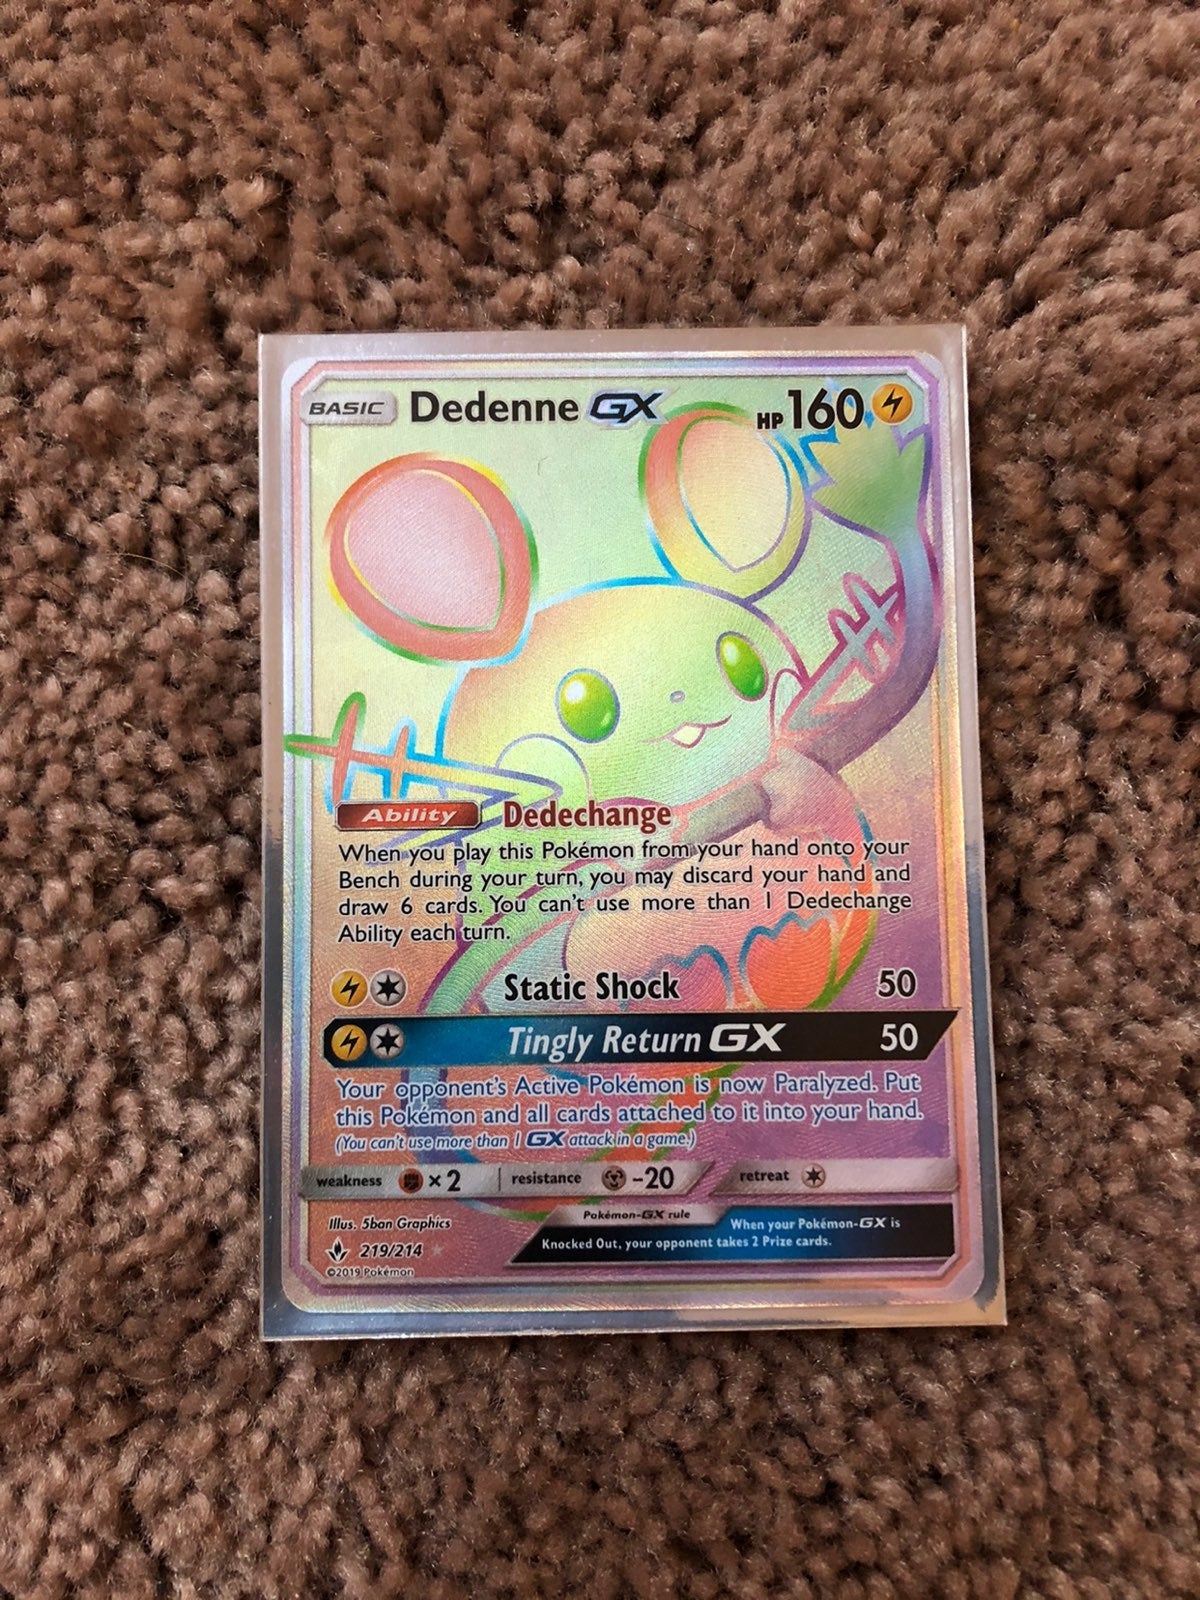 BASIC Dedenne GX HP 160
Ability Dedechange
When you play this Pokémon from your hand onto your
Bench during your turn, you may discard your hand and
draw 6 cards. You can't use more than 1 Dedechange
Ability each turn.
Static Shock 50
Tingly Return GX 50
Your opponent's Active Pokémon is now Paralyzed. Put
this Pokémon and all cards attached to it into your hand.
(You can't use more than 1 GX attack in a game.)
weakness ×2 resistance -20 retreat
Illus. 5ban Graphics
219/214
©2019 Pokémon
Pokémon-GX rule
When your Pokémon-GX is
Knocked Out, your opponent takes 2 Prize cards.